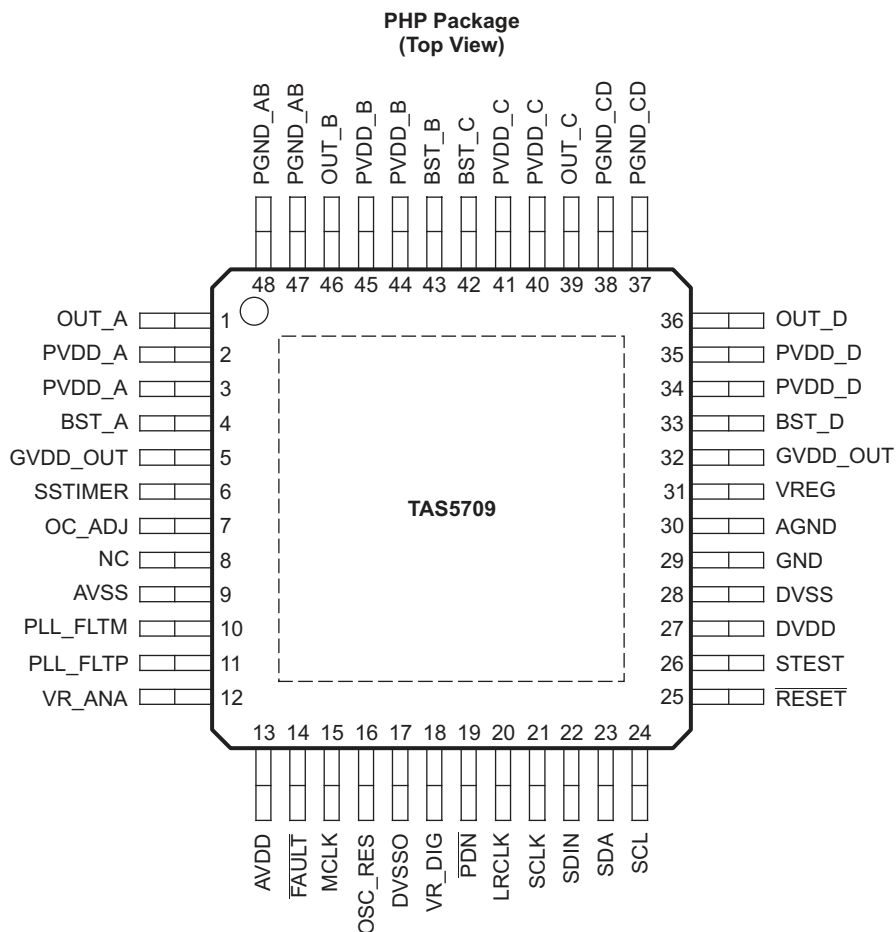 PHP Package
(Top View)
PGND_AB
PGND_AB
OUT_B
PVDD_B
PVDD_B
BST_B
BST_C
PVDD_C
PVDD_C
OUT_C
PGND_CD
PGND_CD
48 47 46 45 44 43 42 41 40 39 38 37
OUT_A 1 36 OUT_D
PVDD_A 2 35 PVDD_D
PVDD_A 3 34 PVDD_D
BST_A 4 33 BST_D
GVDD_OUT 5 32 GVDD_OUT
SSTIMER 6 31 VREG
OC_ADJ 7 TAS5709 30 AGND
NC 8 29 GND
AVSS 9 28 DVSS
PLL_FLTM 10 27 DVDD
PLL_FLTP 11 26 STEST
VR_ANA 12 25 RESET
13 14 15 16 17 18 19 20 21 22 23 24
AVDD
FAULT
MCLK
OSC_RES
DVSSO
VR_DIG
PDN
LRCLK
SCLK
SDIN
SDA
SCL